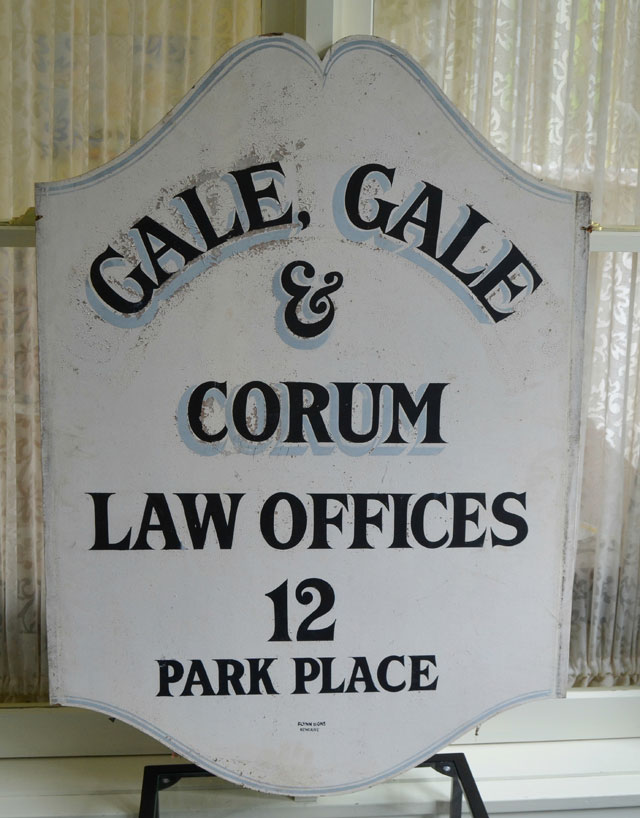 GALE, GALE
&
CORUM
LAW OFFICES
12
PARK PLACE